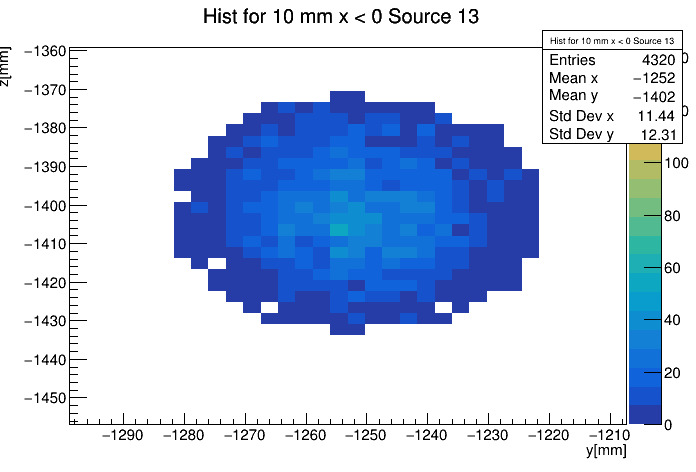 Hist for 10 mm x < 0 Source 13
Hist for 10 mm x < 0 Source 13
Entries 4320
Mean x −1252
Mean y −1402
Std Dev x 11.44
Std Dev y 12.31
z[mm]
−1360
−1370
−1380
−1390
−1400
−1410
−1420
−1430
−1440
−1450
−1290 −1280 −1270 −1260 −1250 −1240 −1230 −1220 −1210
y[mm]
100
80
60
40
20
0